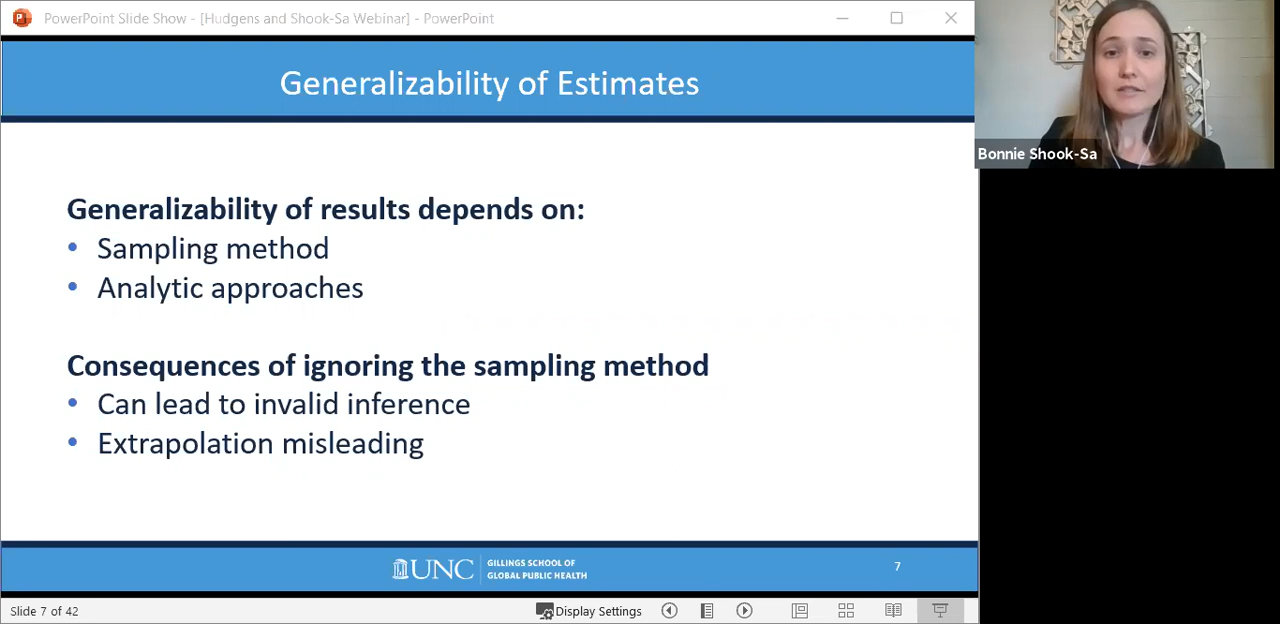 PowerPoint Slide Show - [Hudgens and Shook-Sa Webinar] - PowerPoint
Generalizability of Estimates
Bonnie Shook-Sa
Generalizability of results depends on:
• Sampling method
• Analytic approaches
Consequences of ignoring the sampling method
• Can lead to invalid inference
• Extrapolation misleading
UNC
GILLINGS SCHOOL OF
GLOBAL PUBLIC HEALTH
7
Slide 7 of 42
Display Settings